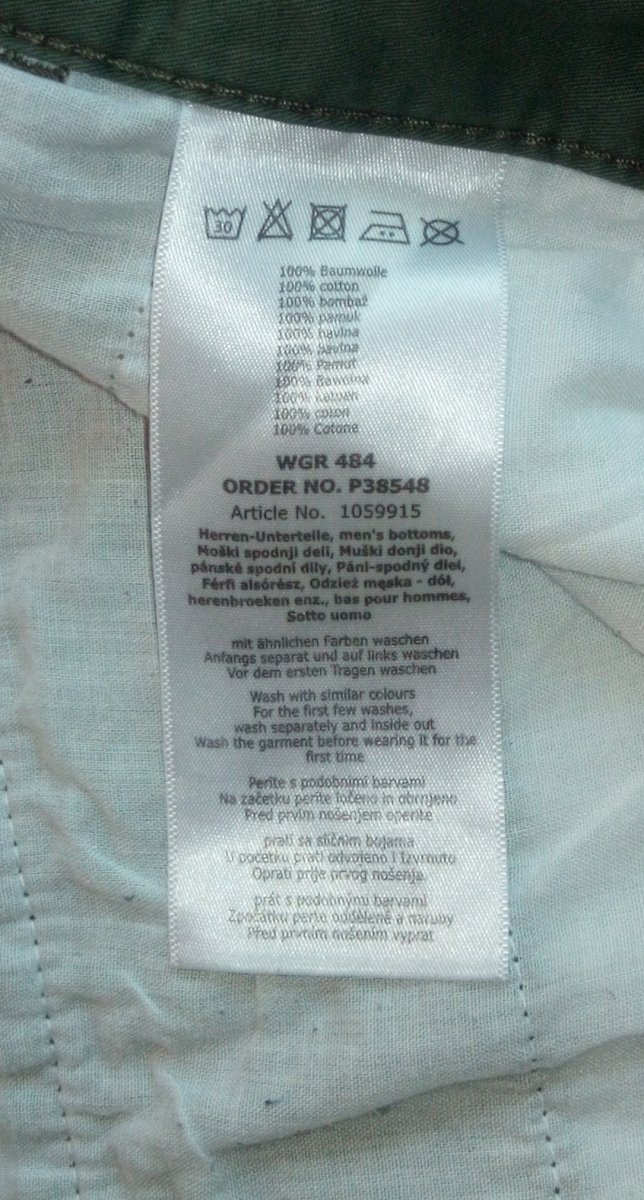 30
100% Baumwolle
100% cotton
100% bombaž
100% pamuk
100% bavlna
100% bavlna
100% Pamut
100% Bawełna
100% katoen
100% coton
100% Cotone
WGR 484
ORDER NO. P38548
Article No. 1059915
Herren-Unterteile, men's bottoms,
Moški spodnji deli, Muški donji dio,
pánské spodní díly, Páni-spodný diel,
Férfi alsórész, Odzież męska - dół,
herenbroeken enz., bas pour hommes,
Sotto uomo
mit ähnlichen Farben waschen
Anfangs separat und auf links waschen
Vor dem ersten Tragen waschen
Wash with similar colours
For the first few washes,
wash separately and inside out
Wash the garment before wearing it for the
first time
Perite s podobnimi barvami
Na začetku perite ločeno in obrnjeno
Pred prvim nošenjem operite
prati sa sličnim bojama
U početku prati odvojeno i izvrnuto
Oprati prije prvog nošenja.
prát s podobnýmu barvami
Zpočátku perte odděleně a naruby
Před prvním nošením vyprat